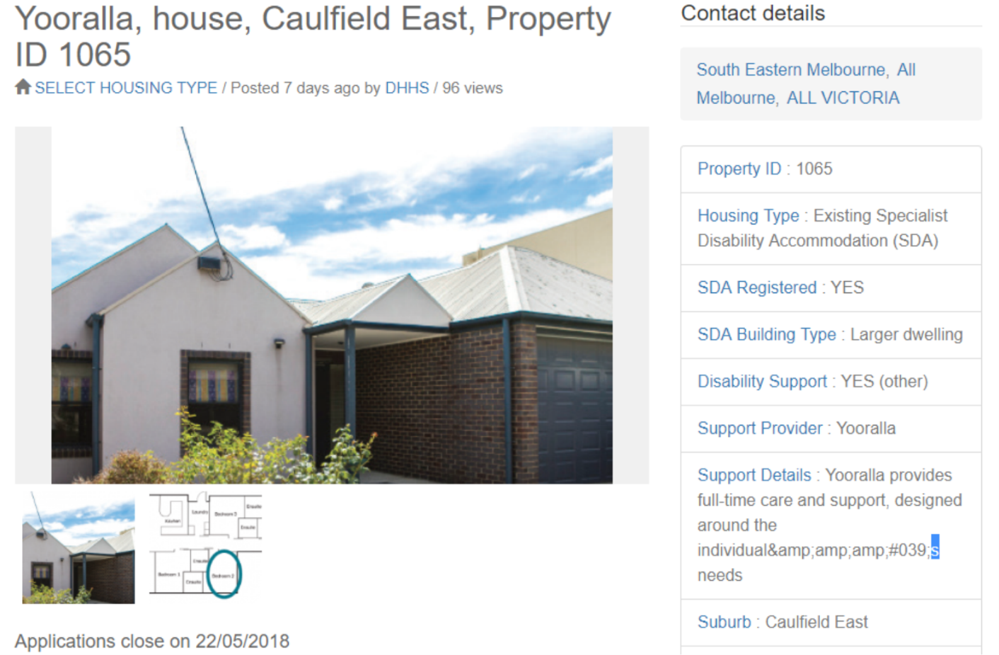 Yooralla, house, Caulfield East, Property
ID 1065
SELECT HOUSING TYPE / Posted 7 days ago by DHHS / 96 views
Kitchen
Laundry
Bedroom 3
Ensuite
Ensuite
Bedroom 1
Ensuite
Ensuite
Bedroom 2
Applications close on 22/05/2018
Contact details
South Eastern Melbourne, All
Melbourne, ALL VICTORIA
Property ID : 1065
Housing Type : Existing Specialist
Disability Accommodation (SDA)
SDA Registered : YES
SDA Building Type : Larger dwelling
Disability Support : YES (other)
Support Provider : Yooralla
Support Details : Yooralla provides
full-time care and support, designed
around the
individual&amp;amp;amp;#039;s
needs
Suburb : Caulfield East